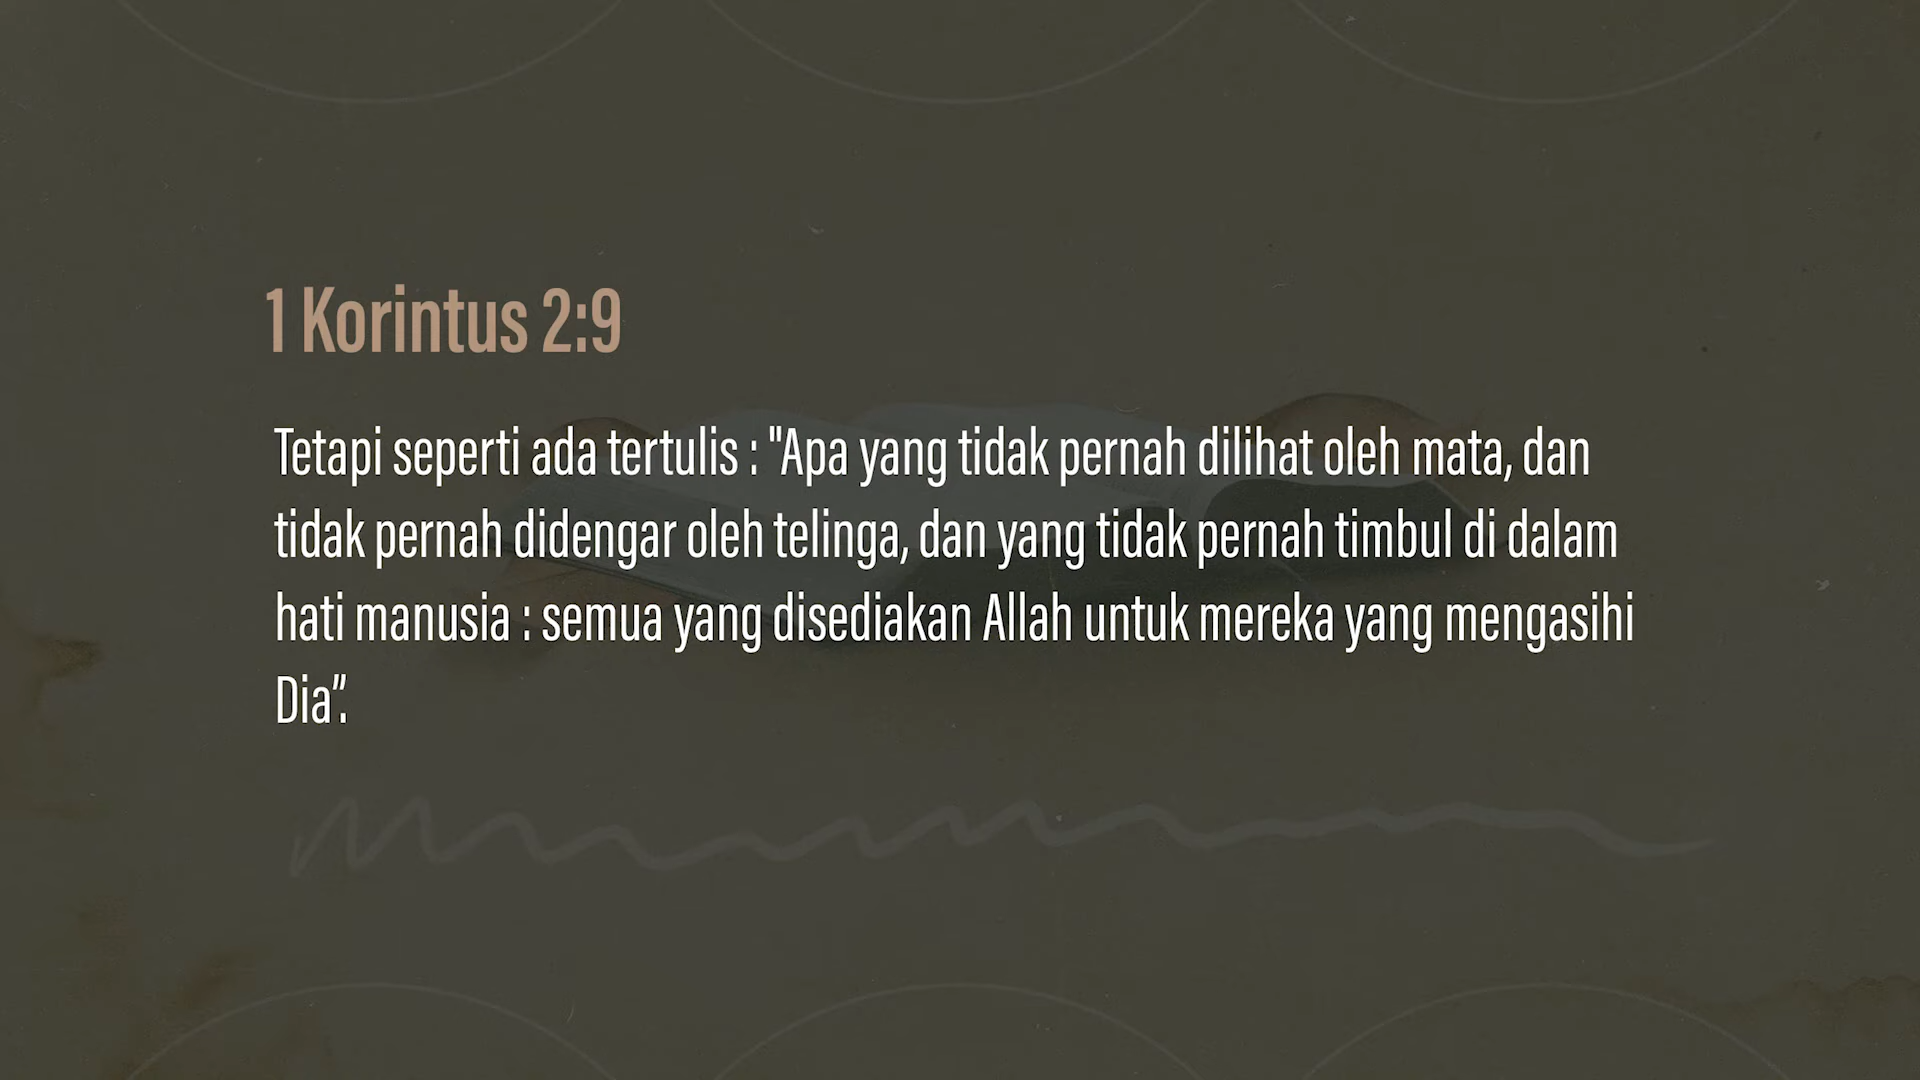 1 Korintus 2:9
Tetapi seperti ada tertulis : "Apa yang tidak pernah dilihat oleh mata, dan
tidak pernah didengar oleh telinga, dan yang tidak pernah timbul di dalam
hati manusia : semua yang disediakan Allah untuk mereka yang mengasihi
Dia”.